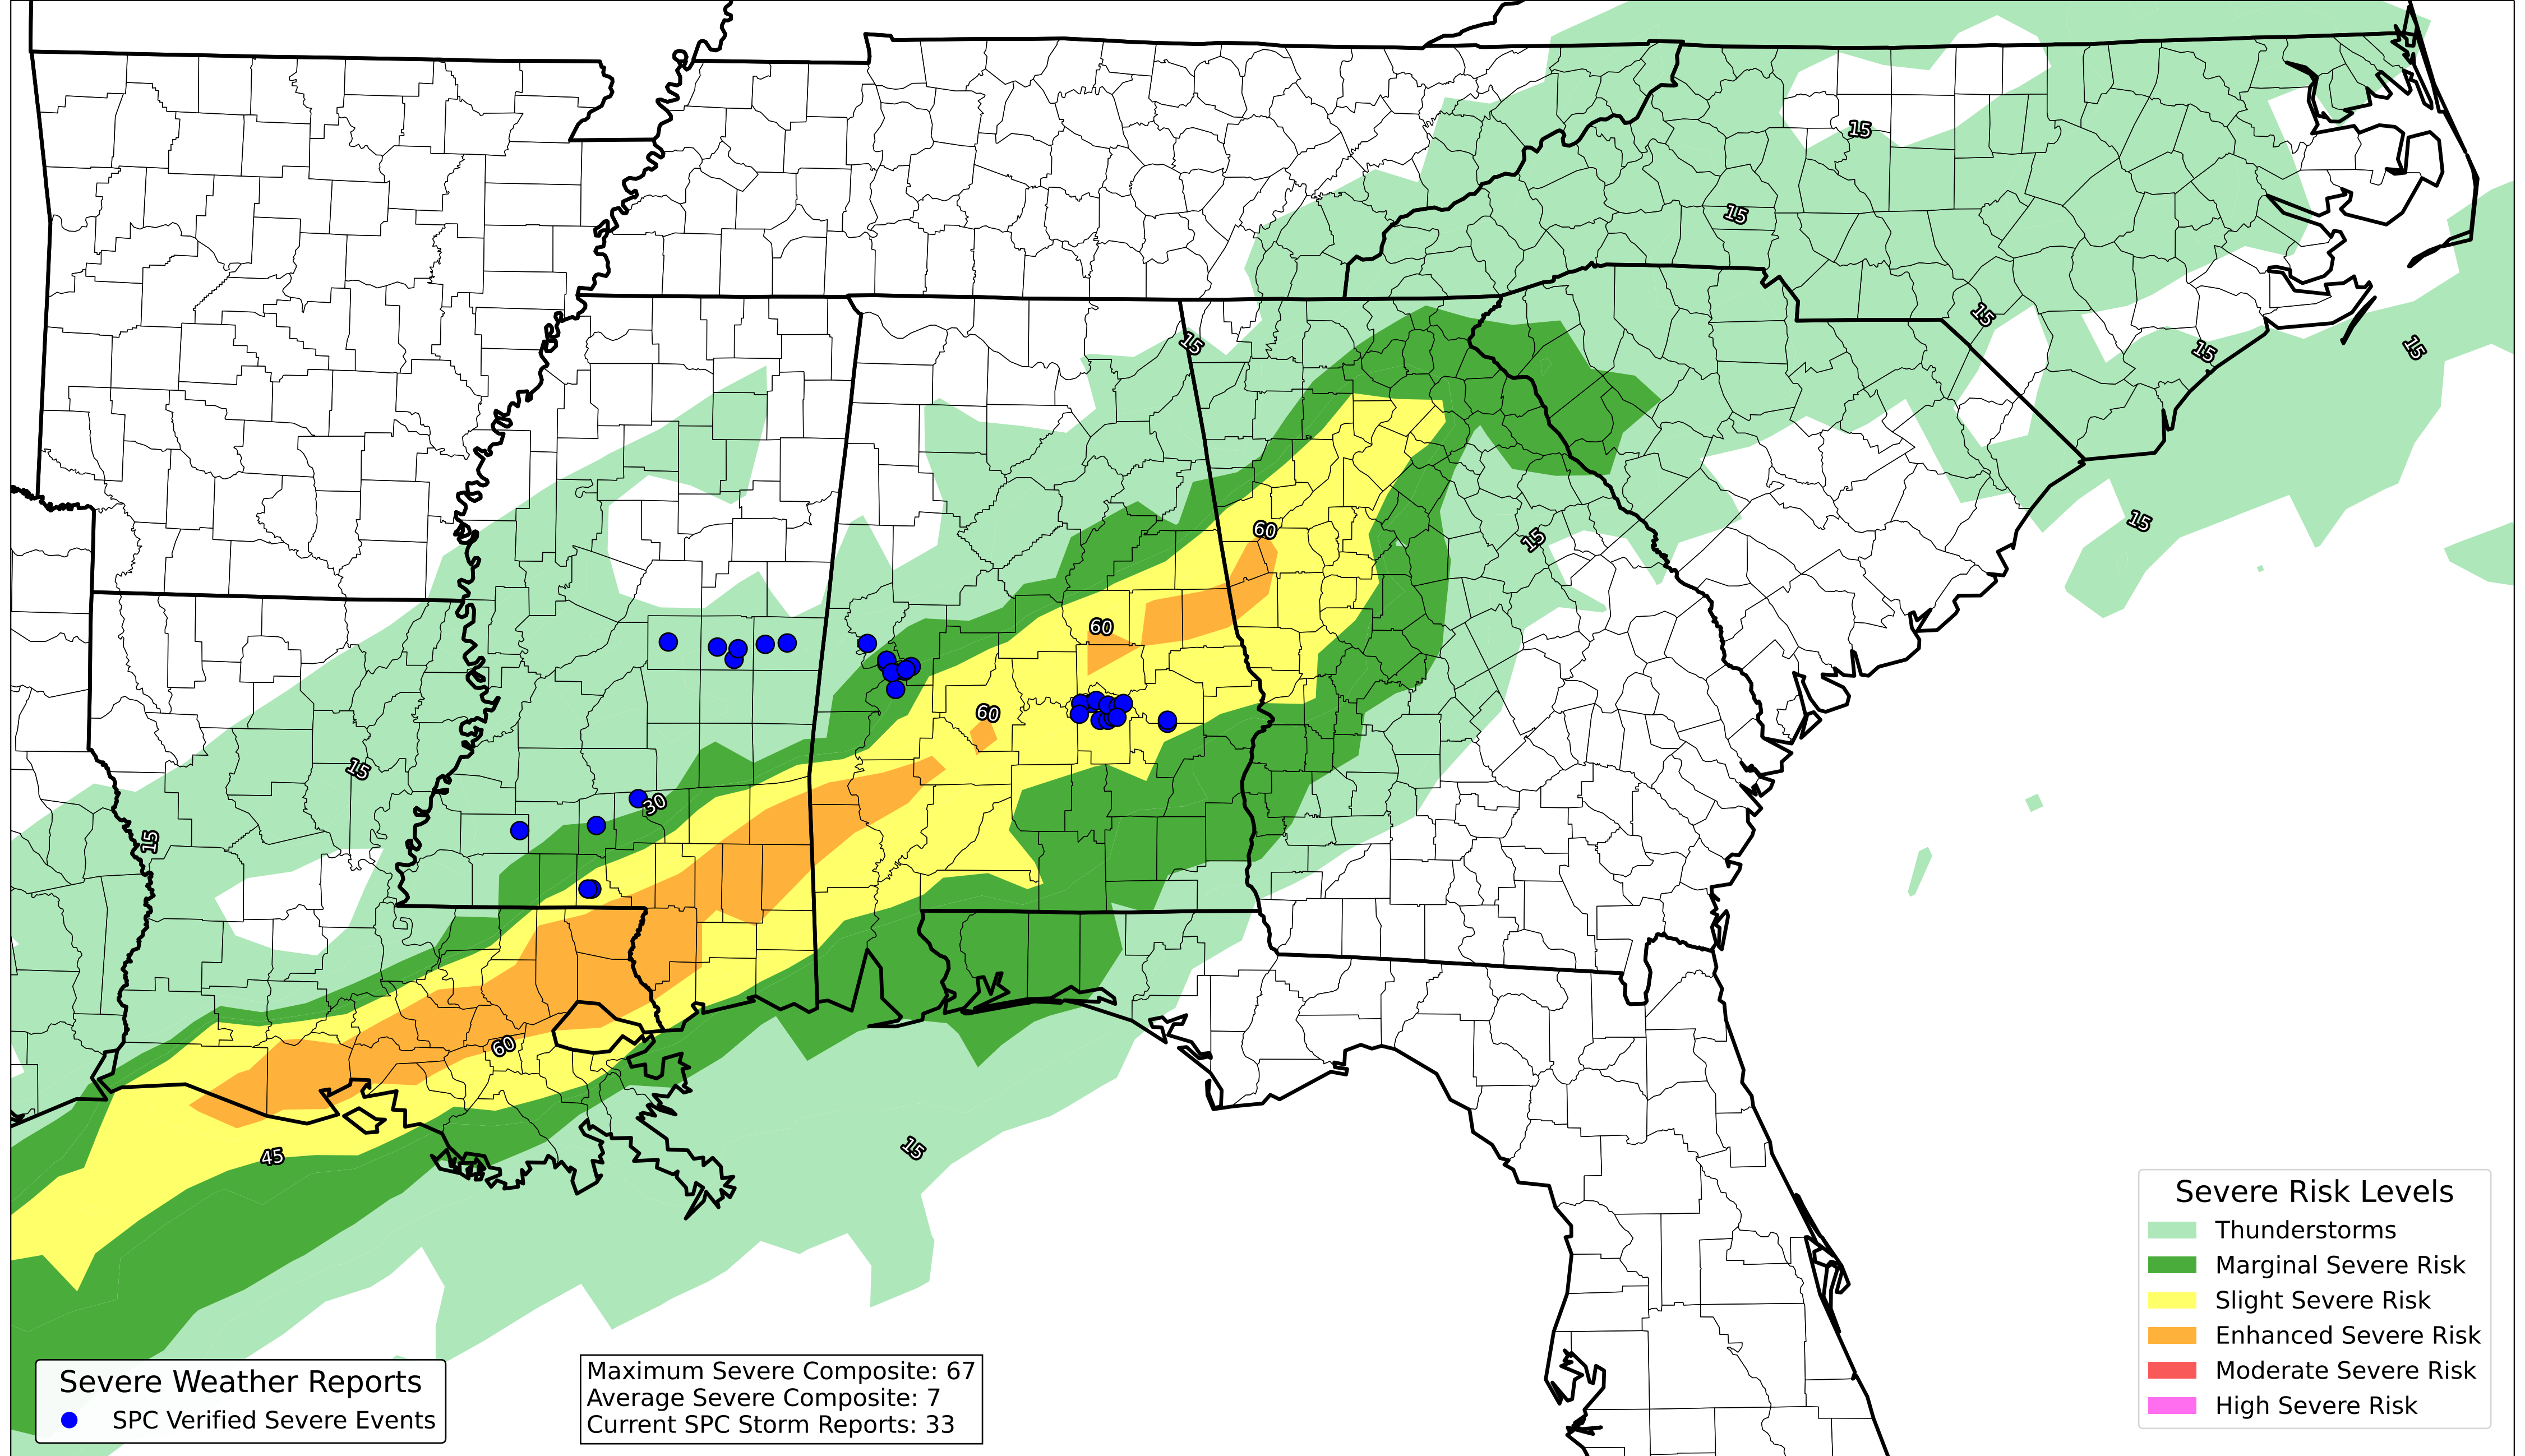 15
15
15
15
15
15
60
15
15
60
60
15
30
15
60
15
45
Severe Risk Levels
Thunderstorms
Marginal Severe Risk
Slight Severe Risk
Enhanced Severe Risk
Moderate Severe Risk
High Severe Risk
Severe Weather Reports
SPC Verified Severe Events
Maximum Severe Composite: 67
Average Severe Composite: 7
Current SPC Storm Reports: 33